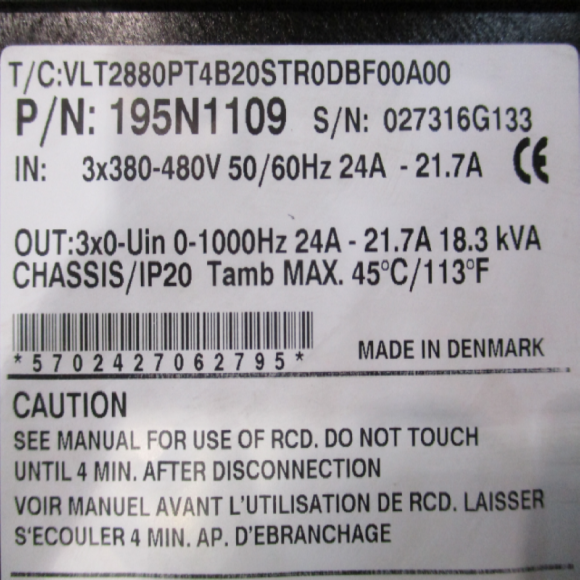 T/C:VLT2880PT4B20STR0DBF00A00
P/N: 195N1109 S/N: 027316G133
IN: 3x380-480V 50/60Hz 24A - 21.7A CE
OUT:3x0-Uin 0-1000Hz 24A - 21.7A 18.3 kVA
CHASSIS/IP20 Tamb MAX. 45°C/113°F
*5702427062795* MADE IN DENMARK
CAUTION
SEE MANUAL FOR USE OF RCD. DO NOT TOUCH
UNTIL 4 MIN. AFTER DISCONNECTION
VOIR MANUEL AVANT L'UTILISATION DE RCD. LAISSER
S'ECOULER 4 MIN. AP. D'EBRANCHAGE